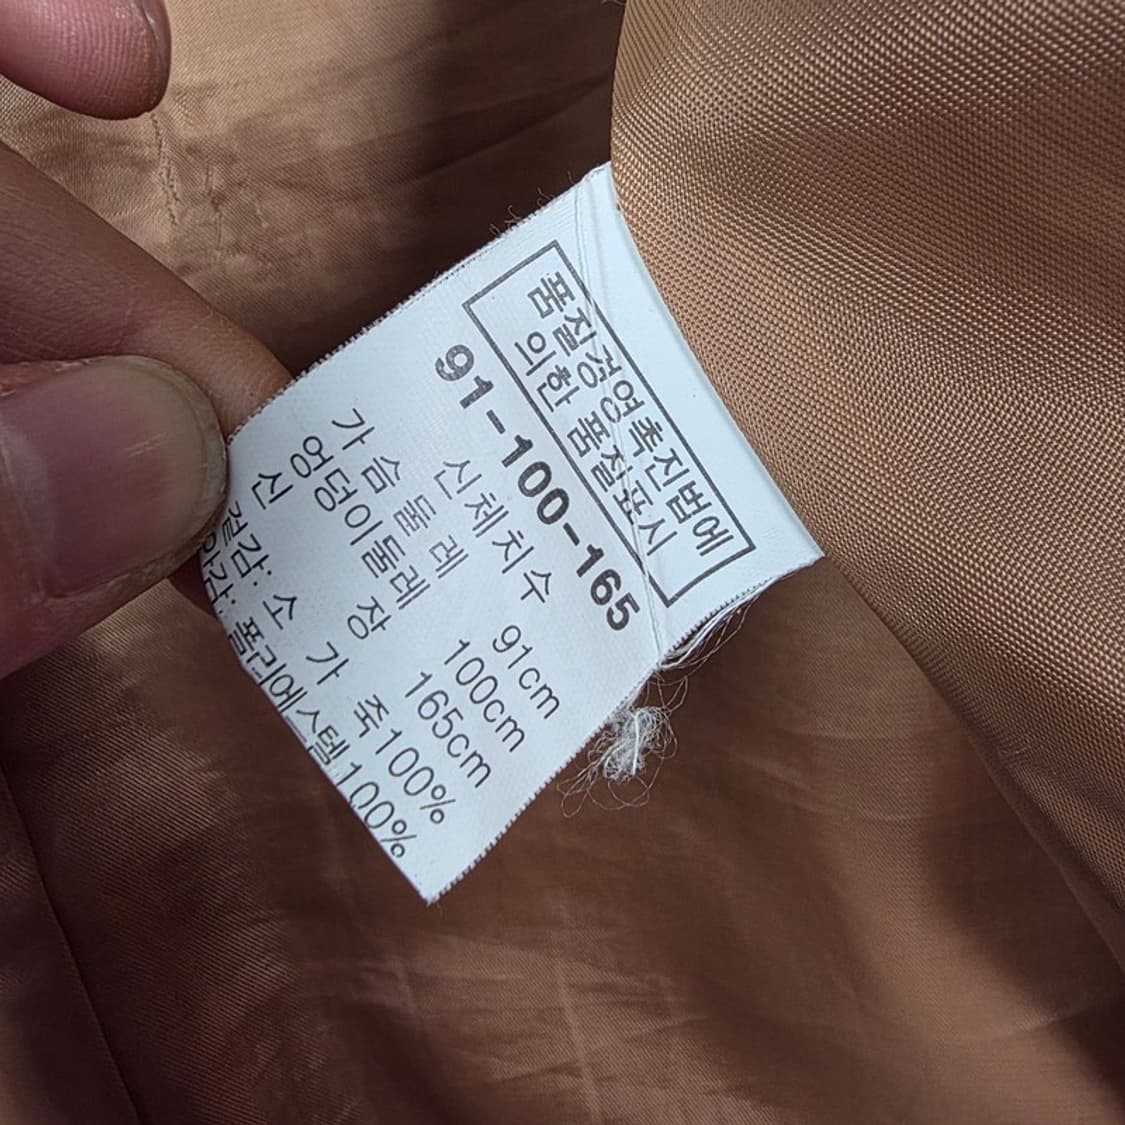 품질경영촉진법에
의한 품질표시
91-100-165
신체치수
가슴둘레 91cm
엉덩이둘레 100cm
신 장 165cm
겉감: 소 가 죽100%
안감: 폴리에스텔100%